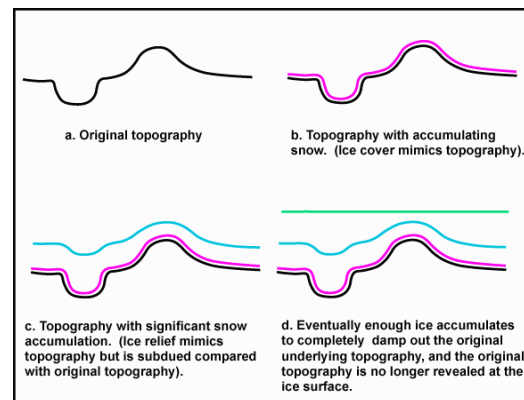 a. Original topography
b. Topography with accumulating
snow. (Ice cover mimics topography).
c. Topography with significant snow
accumulation. (Ice relief mimics
topography but is subdued compared
with original topography).
d. Eventually enough ice accumulates
to completely damp out the original
underlying topography, and the original
topography is no longer revealed at the
ice surface.